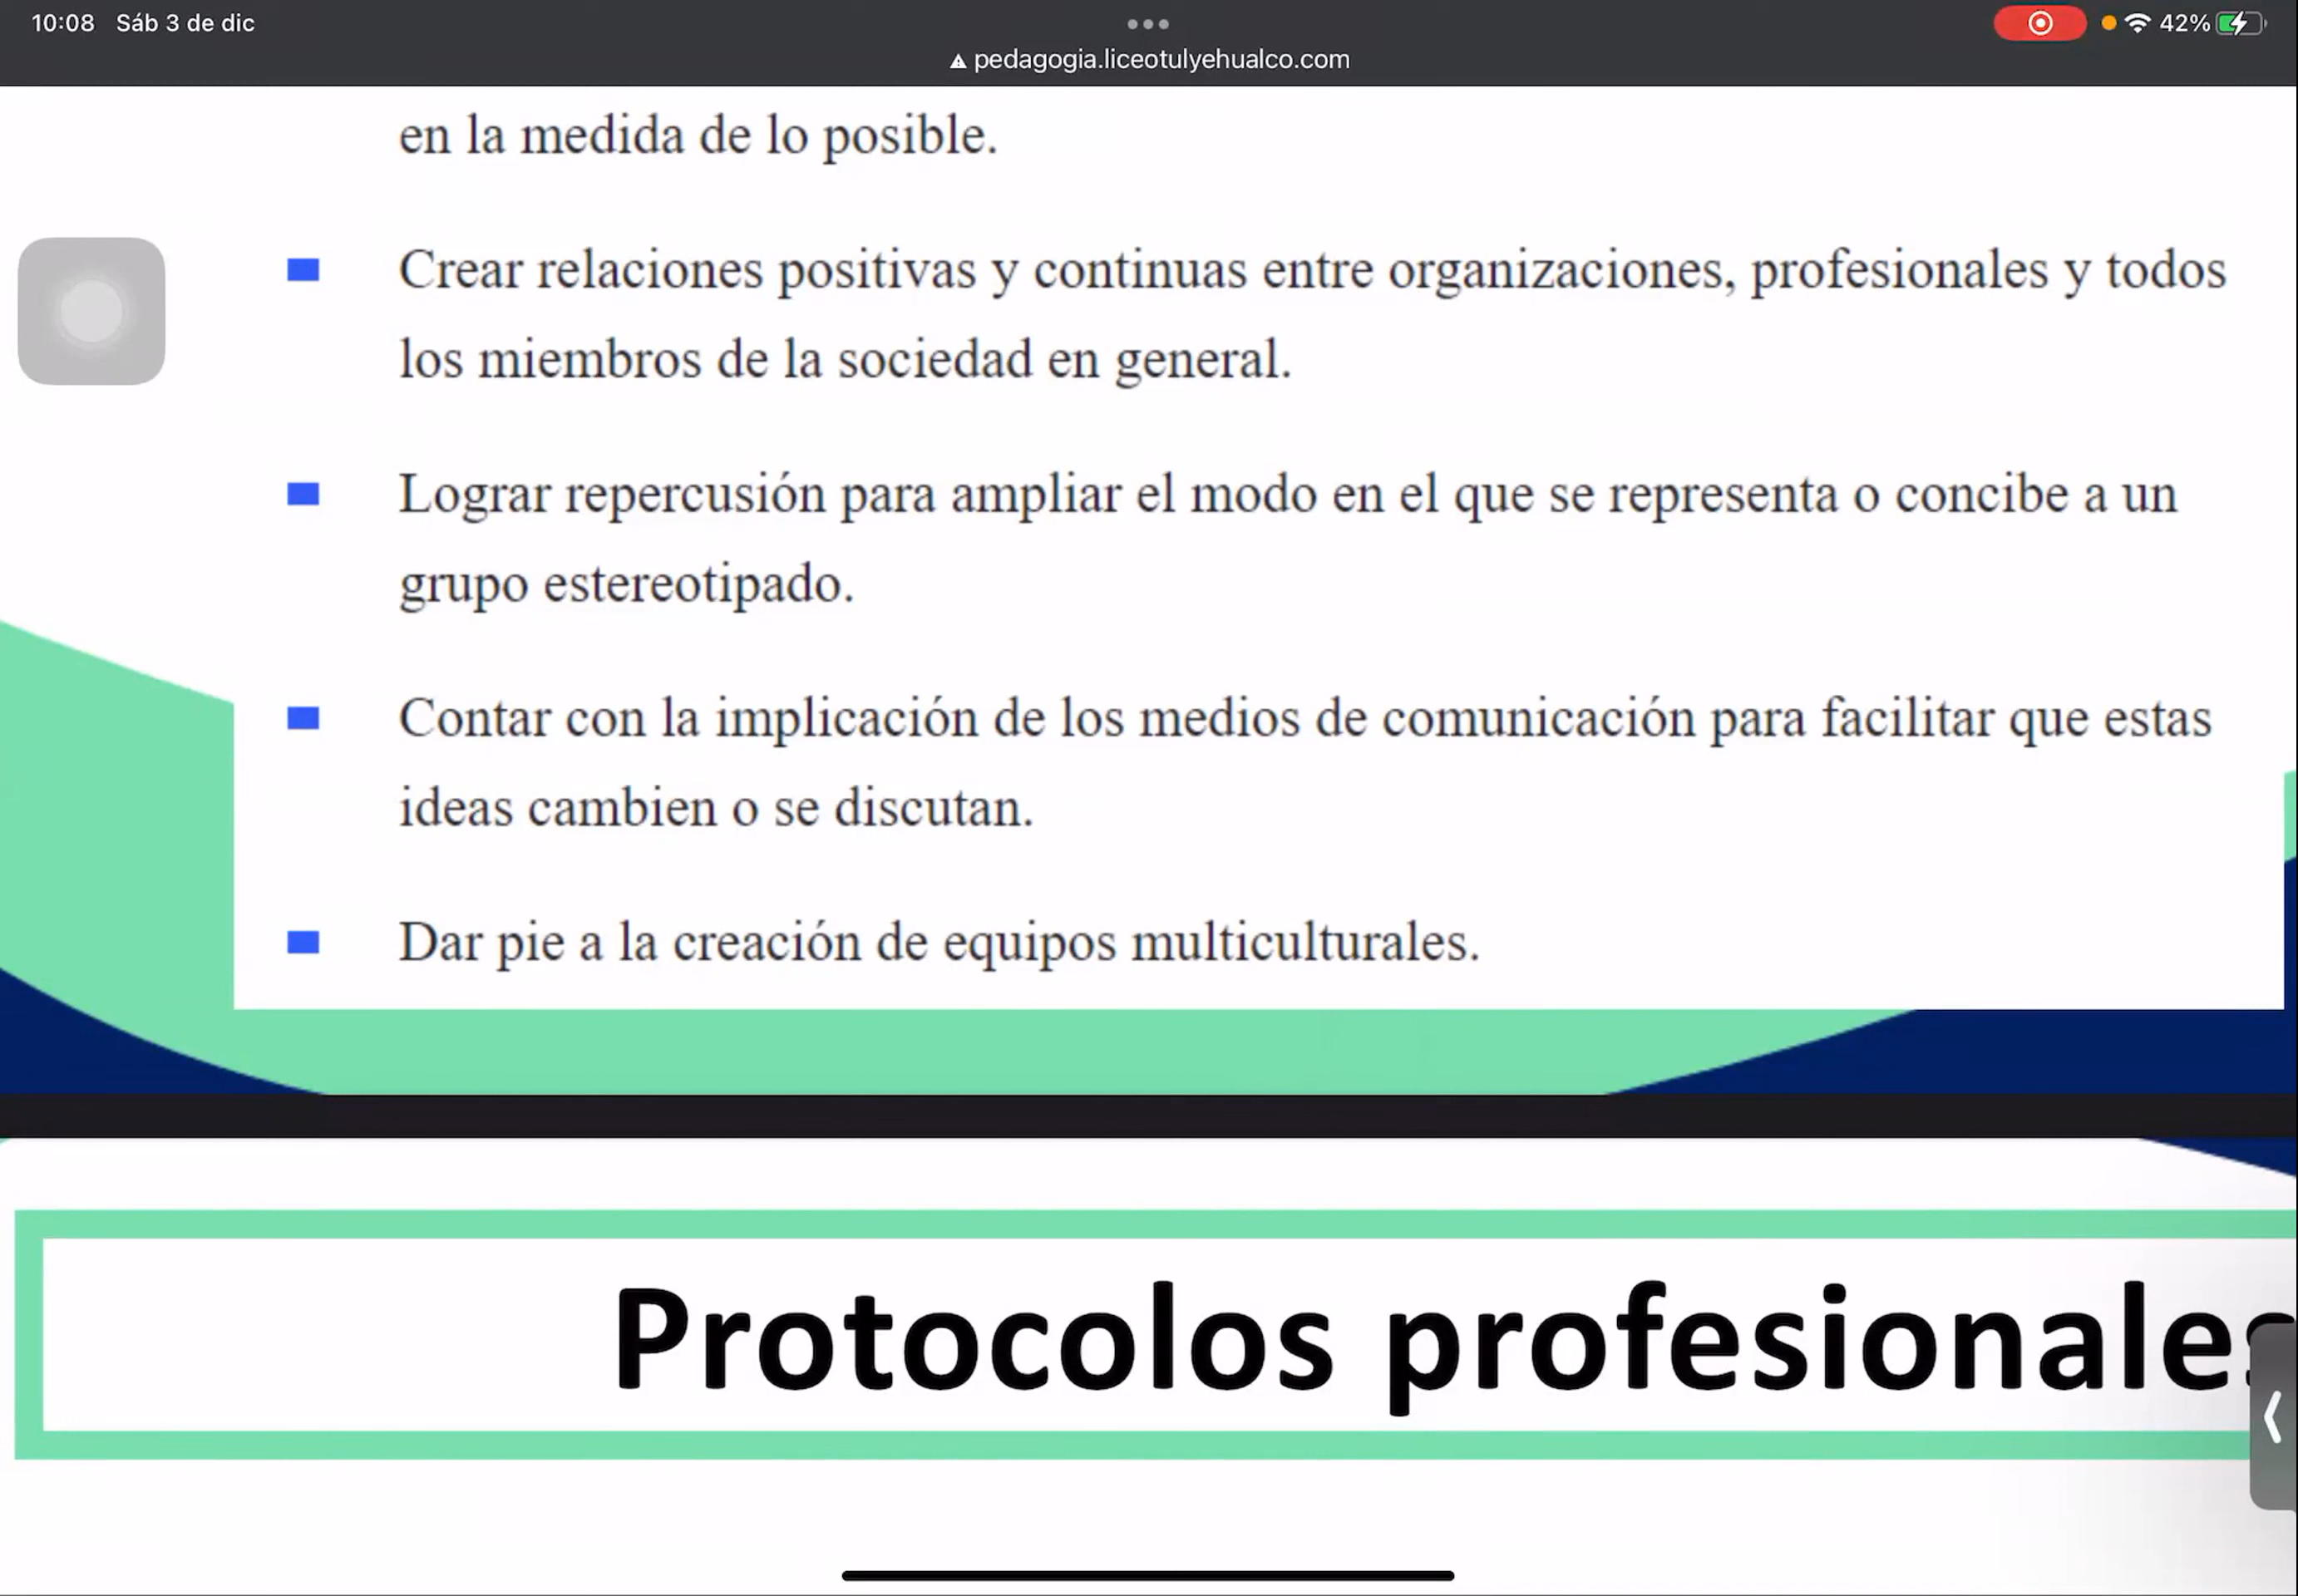 10:08 Sáb 3 de dic
42%
pedagogia.liceotulyehualco.com
en la medida de lo posible.
Crear relaciones positivas y continuas entre organizaciones, profesionales y todos
los miembros de la sociedad en general.
Lograr repercusión para ampliar el modo en el que se representa o concibe a un
grupo estereotipado.
Contar con la implicación de los medios de comunicación para facilitar que estas
ideas cambien o se discutan.
Dar pie a la creación de equipos multiculturales.
Protocolos profesionales